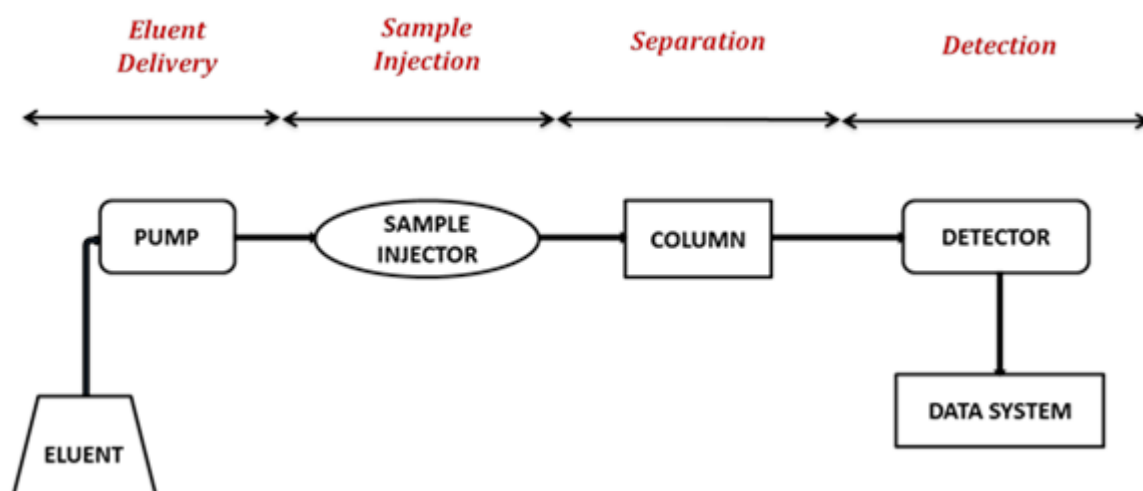 Eluent
Delivery
Sample
Injection
Separation
Detection
PUMP
SAMPLE
INJECTOR
COLUMN
DETECTOR
ELUENT
DATA SYSTEM